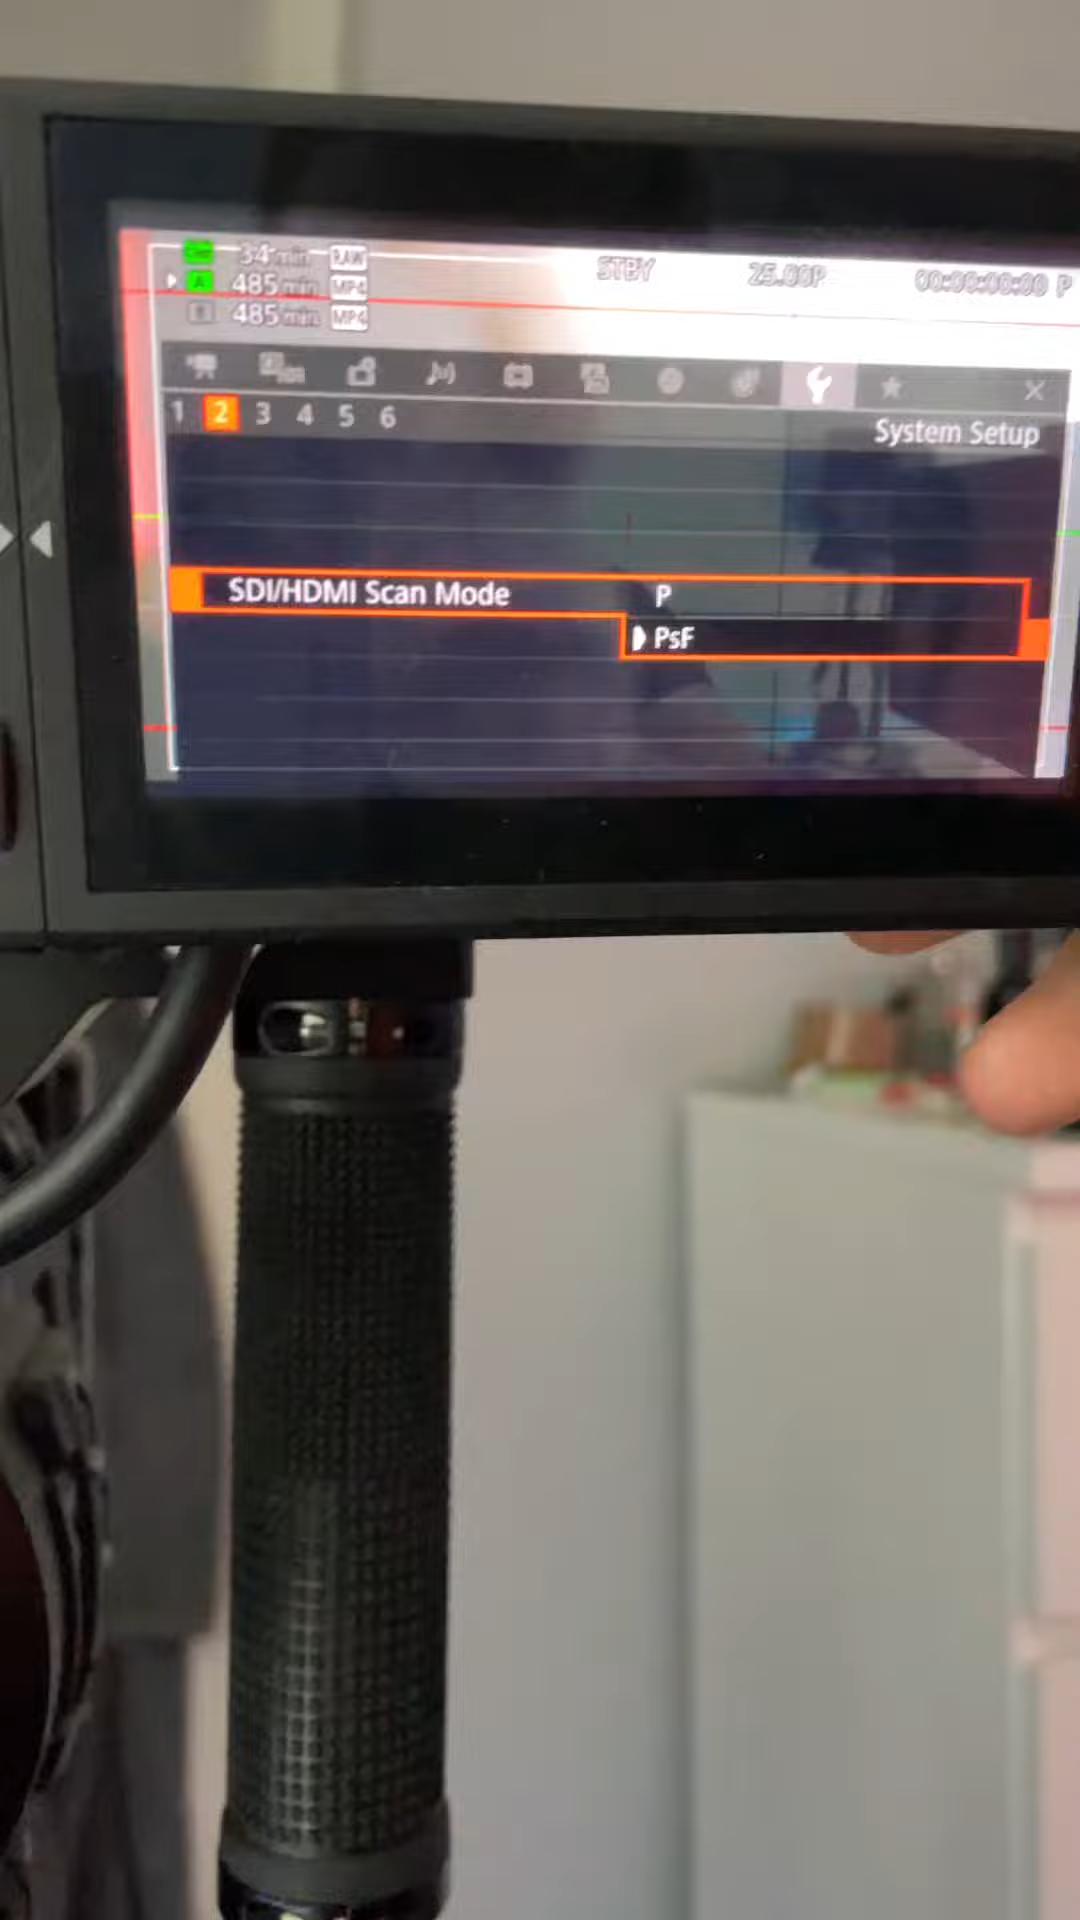 34 min RAW
STBY 25.00P 00:00:00:00 P
A 485 min MP4
485 min MP4
1 2 3 4 5 6
System Setup
SDI/HDMI Scan Mode P
PsF